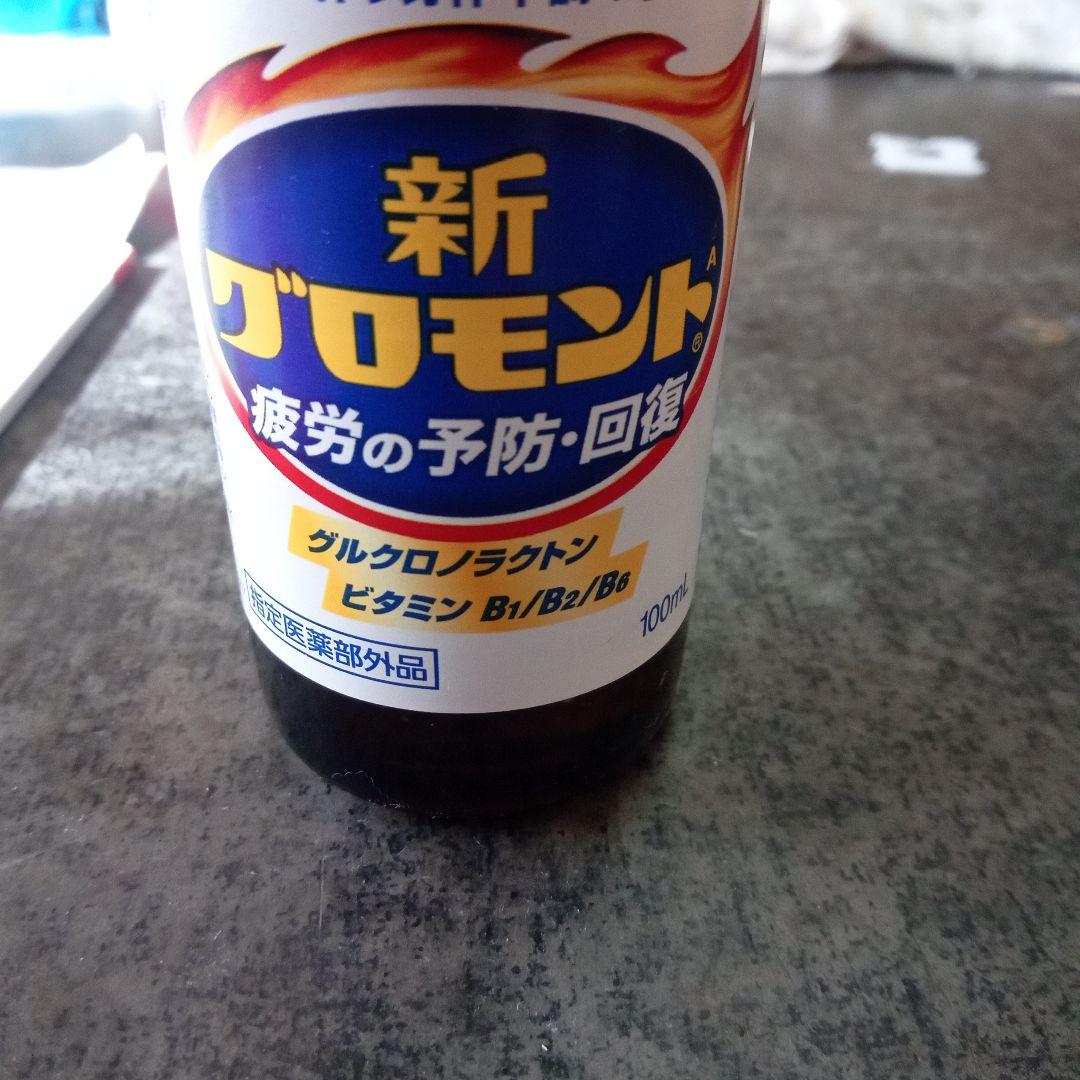 新
グロモント A ®
疲労の予防・回復
グルクロノラクトン
ビタミン B1/B2/B6
100mL
指定医薬部外品